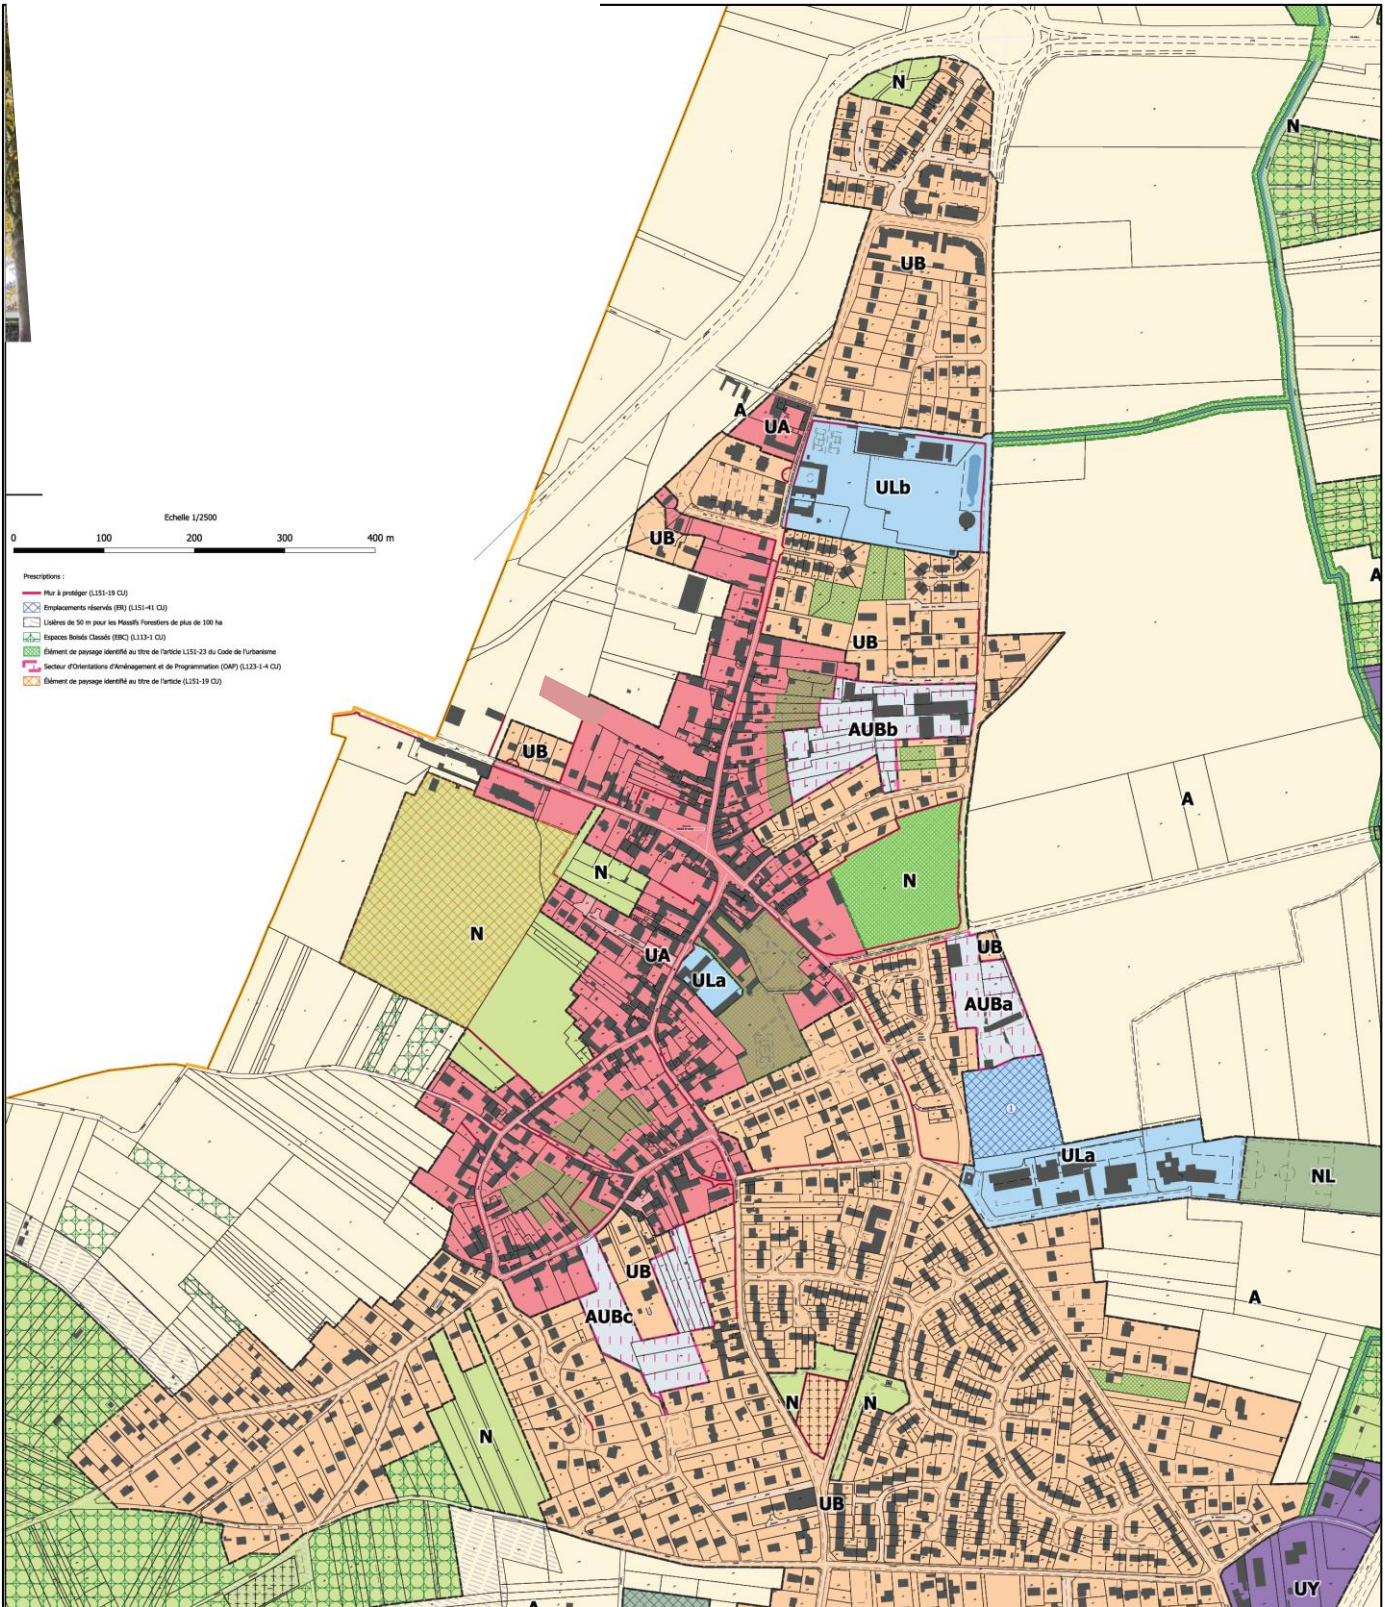 N
N
UB
A
UA
ULb
UB
A
UB
AUBb
UB
A
N
N
N
UA
ULa
UB
AUBa
1
ULa
NL
UB
AUBc
A
N
N
N
UB
UY
A
Echelle 1/2500
0 100 200 300 400 m
Prescriptions :
Mur à protéger (L151-19 CU)
Emplacements réservés (ER) (L151-41 CU)
Lisières de 50 m pour les Massifs Forestiers de plus de 100 ha
Espaces Boisés Classés (EBC) (L113-1 CU)
Élément de paysage identifié au titre de l'article L151-23 du Code de l'urbanisme
Secteur d'Orientations d'Aménagement et de Programmation (OAP) (L123-1-4 CU)
Élément de paysage identifié au titre de l'article (L151-19 CU)